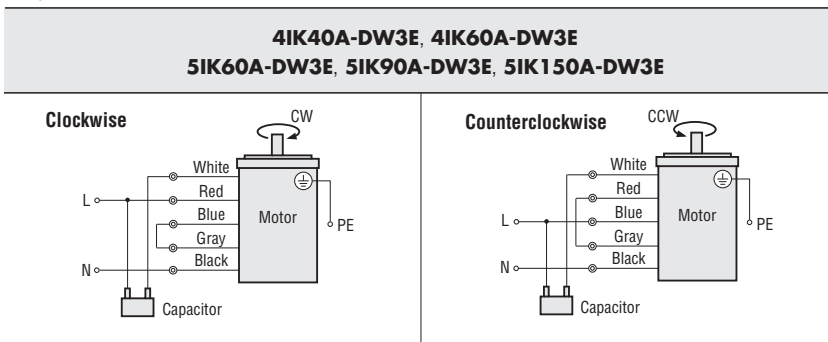 4IK40A-DW3E, 4IK60A-DW3E
5IK60A-DW3E, 5IK90A-DW3E, 5IK150A-DW3E
Clockwise
CW
White
Red
L
Blue
Motor
PE
Gray
Black
N
Capacitor
Counterclockwise
CCW
White
Red
L
Blue
Motor
PE
Gray
Black
N
Capacitor